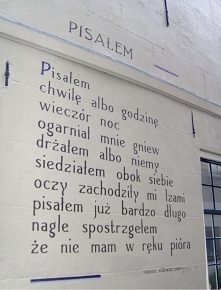 PISAŁEM
Pisałem
chwilę albo godzinę
wieczór noc
ogarniał mnie gniew
drżałem albo niemy
siedziałem obok siebie
oczy zachodziły mi łzami
pisałem już bardzo długo
nagle spostrzegłem
że nie mam w ręku pióra